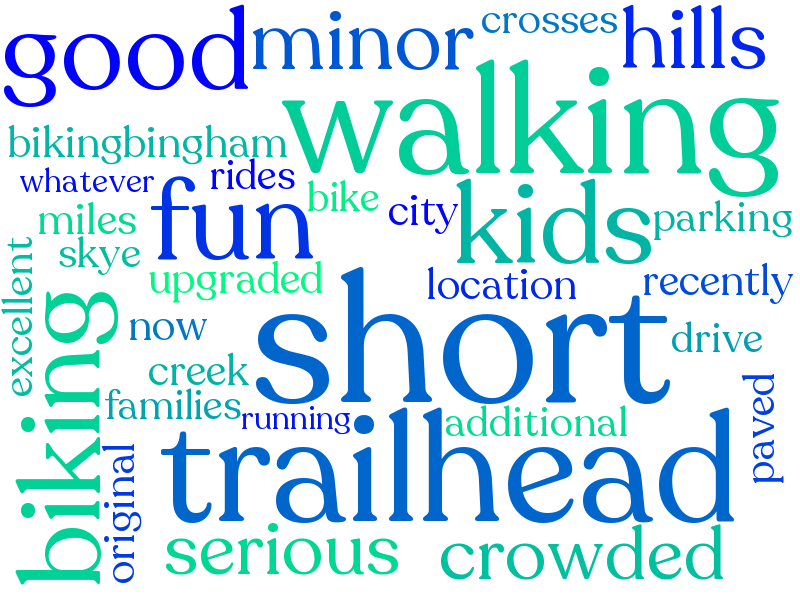 good
minor
crosses
hills
walking
bikingbingham
whatever
rides
bike
city
kids
parking
miles
fun
skye
upgraded
location
recently
excellent
biking
now
short
drive
creek
families
running
additional
paved
original
trailhead
serious
crowded